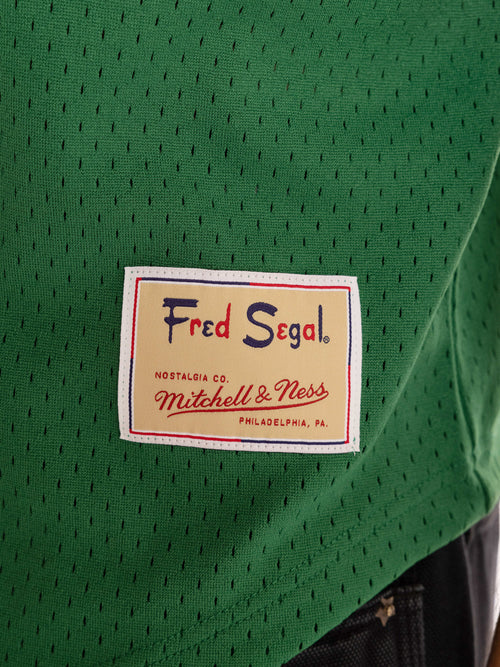 Fred Segal®
NOSTALGIA CO.
Mitchell & Ness
PHILADELPHIA, PA.